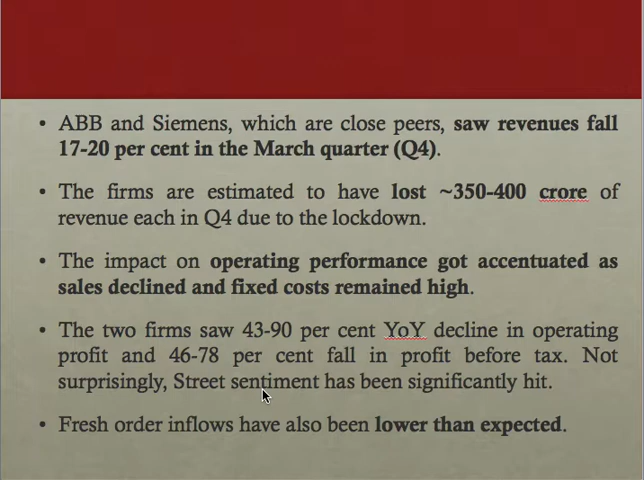 • ABB and Siemens, which are close peers, saw revenues fall
17-20 per cent in the March quarter (Q4).
• The firms are estimated to have lost ~350-400 crore of
revenue each in Q4 due to the lockdown.
• The impact on operating performance got accentuated as
sales declined and fixed costs remained high.
• The two firms saw 43-90 per cent YoY decline in operating
profit and 46-78 per cent fall in profit before tax. Not
surprisingly, Street sentiment has been significantly hit.
• Fresh order inflows have also been lower than expected.